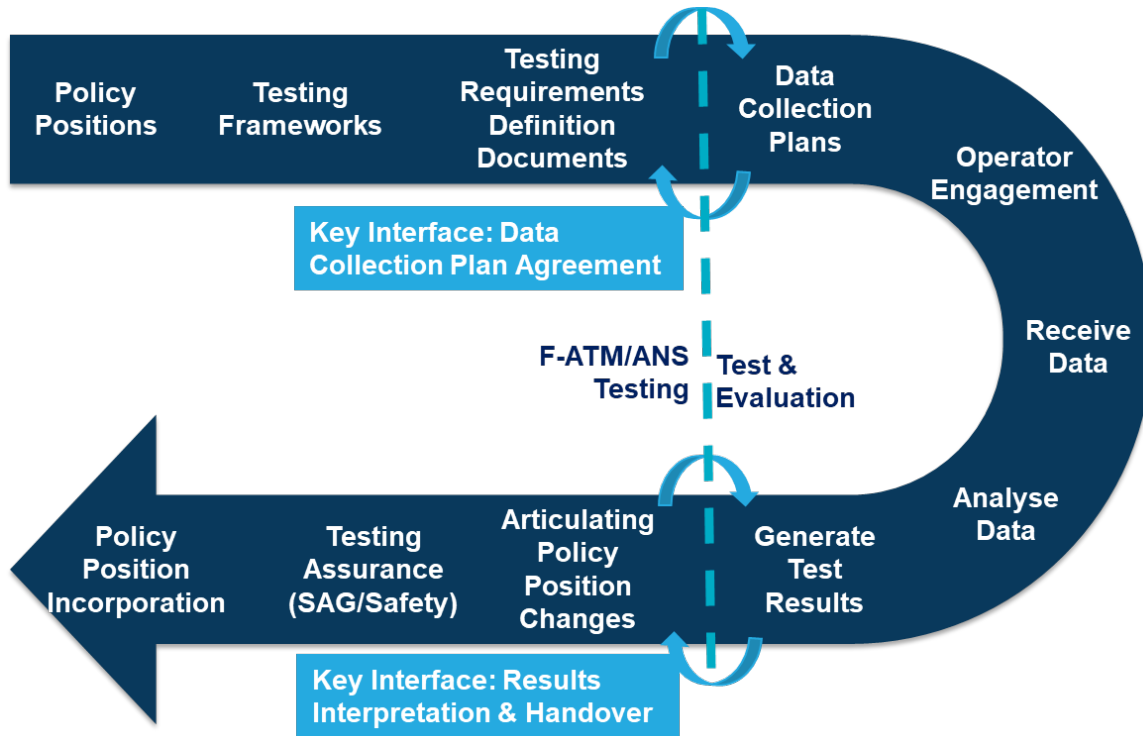 Policy
Positions
Testing
Frameworks
Testing
Requirements
Definition
Documents
Data
Collection
Plans
Operator
Engagement
Key Interface: Data
Collection Plan Agreement
Receive
Data
F-ATM/ANS
Testing
Test &
Evaluation
Analyse
Data
Generate
Test
Results
Articulating
Policy
Position
Changes
Testing
Assurance
(SAG/Safety)
Policy
Position
Incorporation
Key Interface: Results
Interpretation & Handover